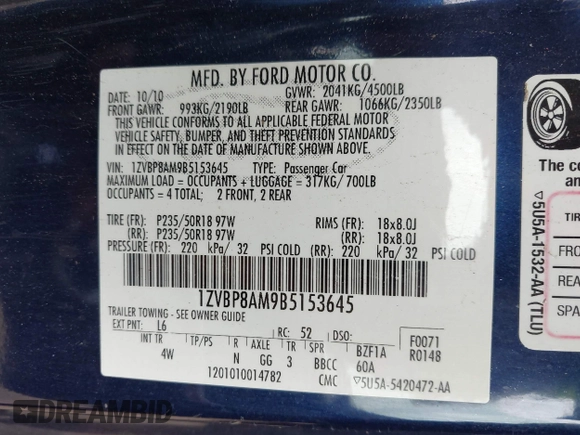 MFD. BY FORD MOTOR CO.
DATE: 10/10 GVWR: 2041KG/4500LB
FRONT GAWR: 993KG/2190LB REAR GAWR: 1066KG/2350LB
THIS VEHICLE CONFORMS TO ALL APPLICABLE FEDERAL MOTOR
VEHICLE SAFETY, BUMPER, AND THEFT PREVENTION STANDARDS
IN EFFECT ON THE DATE OF MANUFACTURE SHOWN ABOVE.
VIN: 1ZVBP8AM9B5153645 TYPE: Passenger Car
MAXIMUM LOAD = OCCUPANTS + LUGGAGE = 317KG/700LB
OCCUPANTS = 4 TOTAL; 2 FRONT, 2 REAR
TIRE (F): P235/50R18 97W RIMS (FR): 18x8.0J
(R): P235/50R18 97W (RR): 18x8.0J
PRESSURE (F): 220 kPa/ 32 PSI COLD (RR): 220 kPa/ 32 PSI COLD
1ZVBP8AM9B5153645
TRAILER TOWING - SEE OWNER GUIDE
EXT PNT: L6 RC: 52 DSO: F0071
INT TR TP/PS R AXLE TR SPR BZF1A R0148
4W N GG 3 BBCC 60A
1201010014782 CMC ▽5U5A-5420472-AA
The co
and
TIR
FRO
REA
SPA
▽5U5A-1532-AA (TLU)
DREAMBID